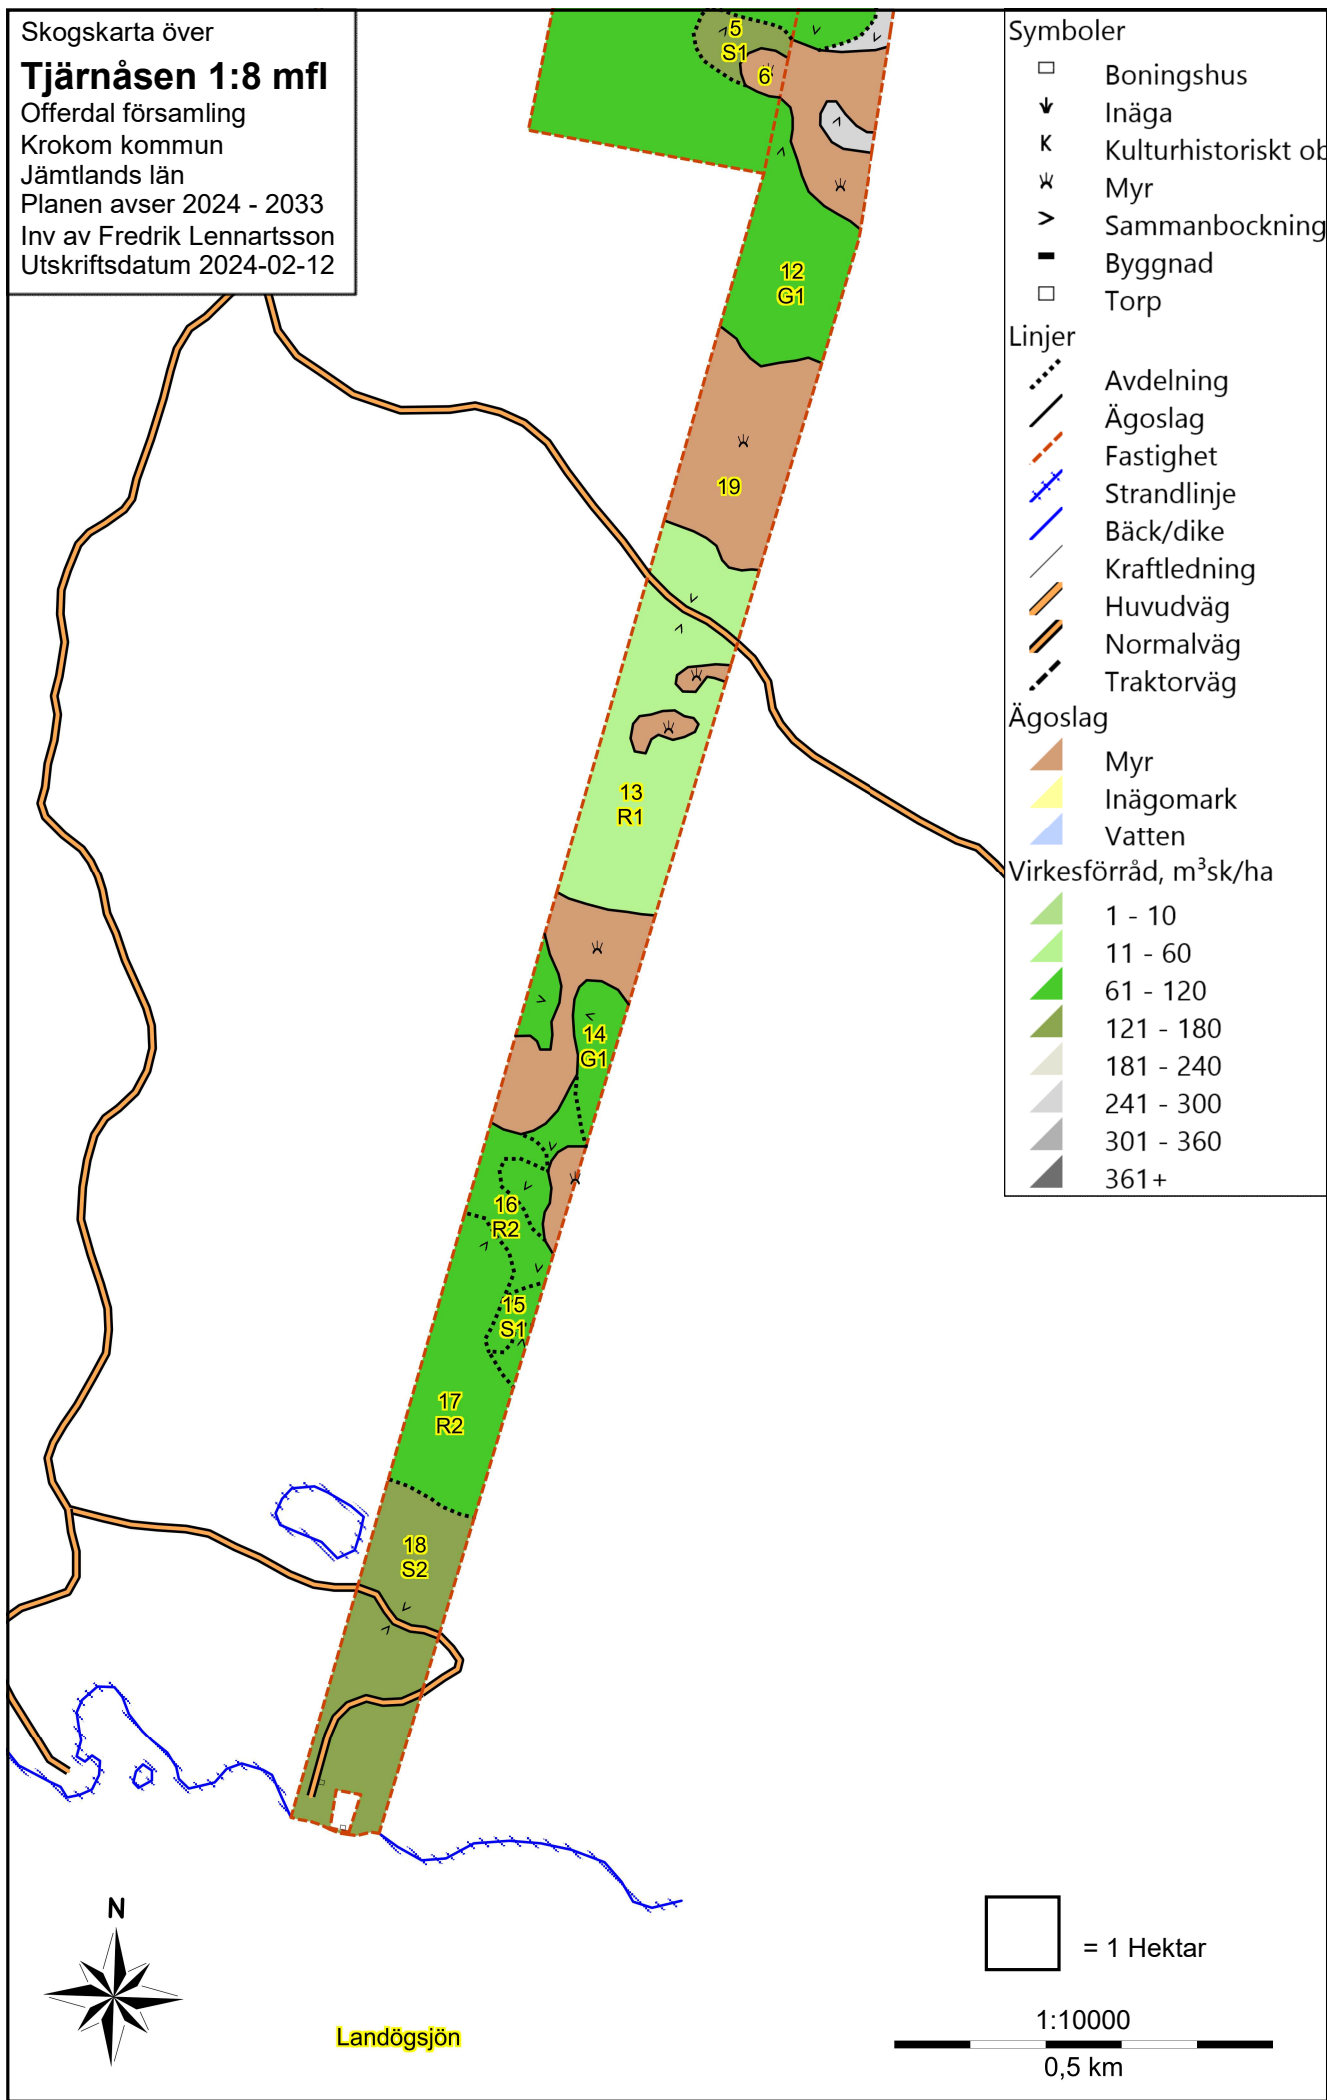 Skogskarta över
Tjärnåsen 1:8 mfl
Offerdal församling
Krokom kommun
Jämtlands län
Planen avser 2024 - 2033
Inv av Fredrik Lennartsson
Utskriftsdatum 2024-02-12
5
S1
6
12
G1
19
13
R1
14
G1
16
R2
15
S1
17
R2
18
S2
Symboler
Boningshus
Inäga
K Kulturhistoriskt ob
Myr
Sammanbockning
Byggnad
Torp
Linjer
Avdelning
Ägoslag
Fastighet
Strandlinje
Bäck/dike
Kraftledning
Huvudväg
Normalväg
Traktorväg
Ägoslag
Myr
Inägomark
Vatten
Virkesförråd, m³sk/ha
1 - 10
11 - 60
61 - 120
121 - 180
181 - 240
241 - 300
301 - 360
361+
N
Landögsjön
= 1 Hektar
1:10000
0,5 km